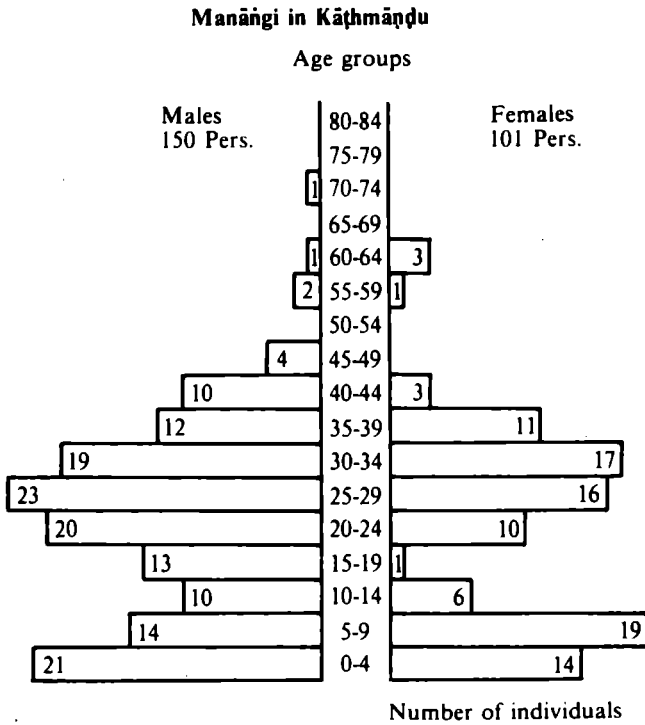 Manāṅgi in Kāṭhmāṇḍu
Age groups
Males
150 Pers.
Females
101 Pers.
80-84
75-79
1 70-74
65-69
1 60-64 3
2 55-59 1
50-54
4 45-49
10 40-44 3
12 35-39 11
19 30-34 17
23 25-29 16
20 20-24 10
13 15-19 1
10 10-14 6
14 5-9 19
21 0-4 14
Number of individuals